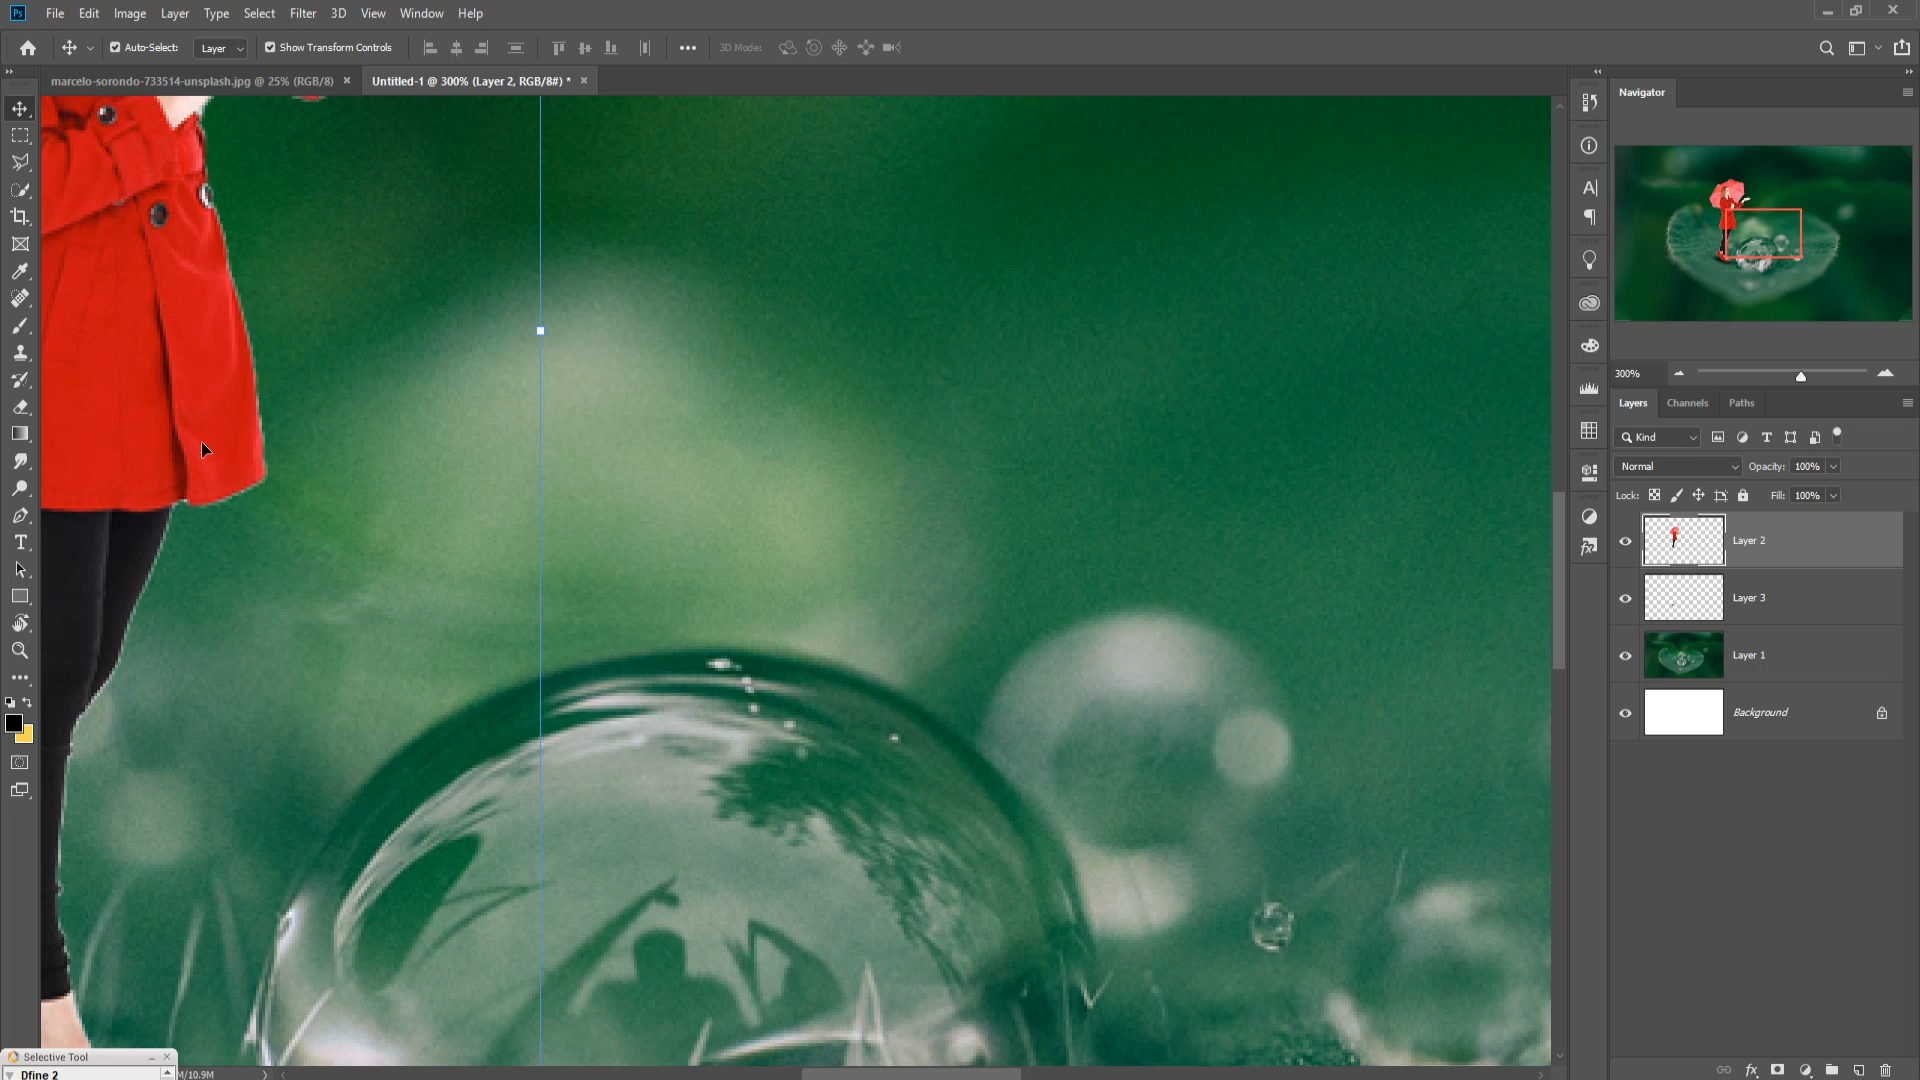 Ps File Edit Image Layer Type Select Filter 3D View Window Help
Auto-Select: Layer Show Transform Controls 3D Mode:
marcelo-sorondo-733514-unsplash.jpg @ 25% (RGB/8) × Untitled-1 @ 300% (Layer 2, RGB/8#) * ×
Navigator
300%
Layers Channels Paths
Kind
Normal Opacity: 100%
Lock: Fill: 100%
Layer 2
Layer 3
Layer 1
Background
Selective Tool
Dfine 2
M/10.9M